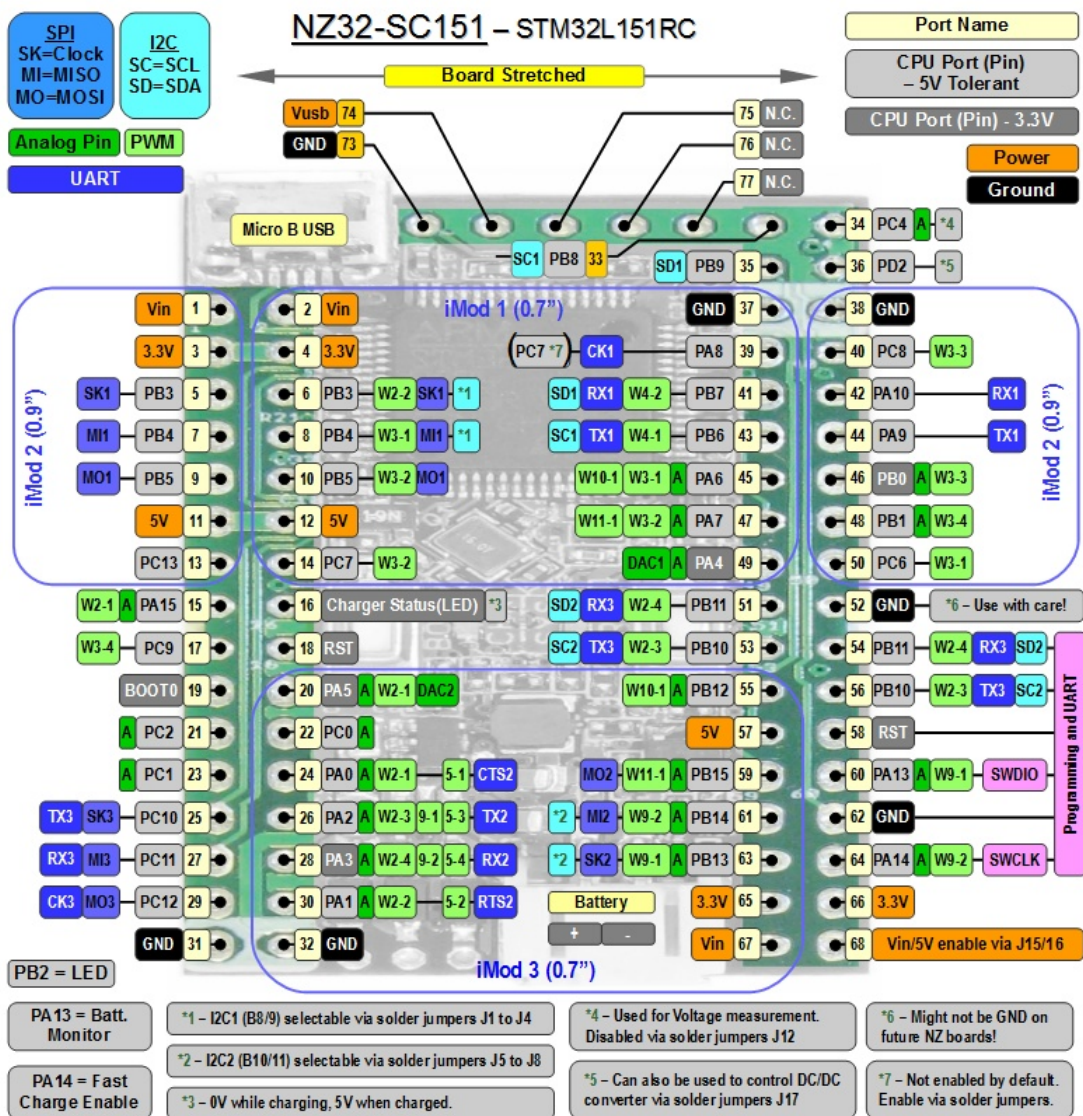 NZ32-SC151 – STM32L151RC
SPI
SK=Clock
MI=MISO
MO=MOSI
I2C
SC=SCL
SD=SDA
Analog Pin PWM
UART
Board Stretched
Port Name
CPU Port (Pin)
– 5V Tolerant
CPU Port (Pin) - 3.3V
Power
Ground
Vusb 74
GND 73
75 N.C.
76 N.C.
77 N.C.
Micro B USB
SC1 PB8 33
34 PC4 A *4
SD1 PB9 35
36 PD2 *5
iMod 1 (0.7”)
iMod 2 (0.9”)
iMod 2 (0.9”)
Vin 1 2 Vin GND 37 38 GND
3.3V 3 4 3.3V (PC7 *7) CK1 PA8 39 40 PC8 W3-3
SK1 PB3 5 6 PB3 W2-2 SK1 *1 SD1 RX1 W4-2 PB7 41 42 PA10 RX1
MI1 PB4 7 8 PB4 W3-1 MI1 *1 SC1 TX1 W4-1 PB6 43 44 PA9 TX1
MO1 PB5 9 10 PB5 W3-2 MO1 W10-1 W3-1 A PA6 45 46 PB0 A W3-3
5V 11 12 5V W11-1 W3-2 A PA7 47 48 PB1 A W3-4
PC13 13 14 PC7 W3-2 DAC1 A PA4 49 50 PC6 W3-1
W2-1 A PA15 15 16 Charger Status(LED) *3 SD2 RX3 W2-4 PB11 51 52 GND *6 – Use with care!
W3-4 PC9 17 18 RST SC2 TX3 W2-3 PB10 53 54 PB11 W2-4 RX3 SD2
BOOT0 19 20 PA5 A W2-1 DAC2 W10-1 A PB12 55 56 PB10 W2-3 TX3 SC2
A PC2 21 22 PC0 A 5V 57 58 RST
A PC1 23 24 PA0 A W2-1 5-1 CTS2 MO2 W11-1 A PB15 59 60 PA13 A W9-1 SWDIO
TX3 SK3 PC10 25 26 PA2 A W2-3 9-1 5-3 TX2 *2 MI2 W9-2 A PB14 61 62 GND
RX3 MI3 PC11 27 28 PA3 A W2-4 9-2 5-4 RX2 *2 SK2 W9-1 A PB13 63 64 PA14 A W9-2 SWCLK
CK3 MO3 PC12 29 30 PA1 A W2-2 5-2 RTS2 Battery 3.3V 65 66 3.3V
GND 31 32 GND + - Vin 67 68 Vin/5V enable via J15/16
Programming and UART
iMod 3 (0.7”)
PB2 = LED
PA13 = Batt.
Monitor
PA14 = Fast
Charge Enable
*1 – I2C1 (B8/9) selectable via solder jumpers J1 to J4
*2 – I2C2 (B10/11) selectable via solder jumpers J5 to J8
*3 – 0V while charging, 5V when charged.
*4 – Used for Voltage measurement.
Disabled via solder jumpers J12
*5 – Can also be used to control DC/DC
converter via solder jumpers J17
*6 – Might not be GND on
future NZ boards!
*7 – Not enabled by default.
Enable via solder jumpers.